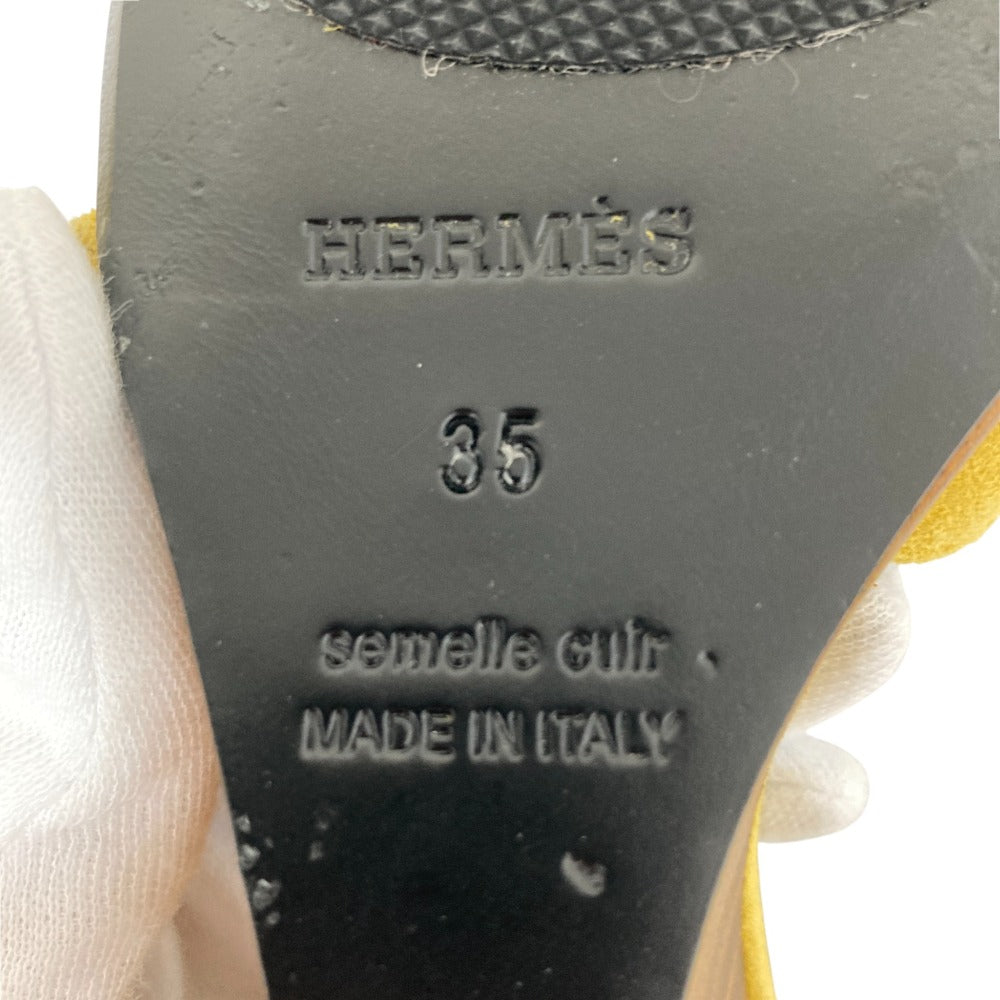 HERMÈS
35
semelle cuir
MADE IN ITALY